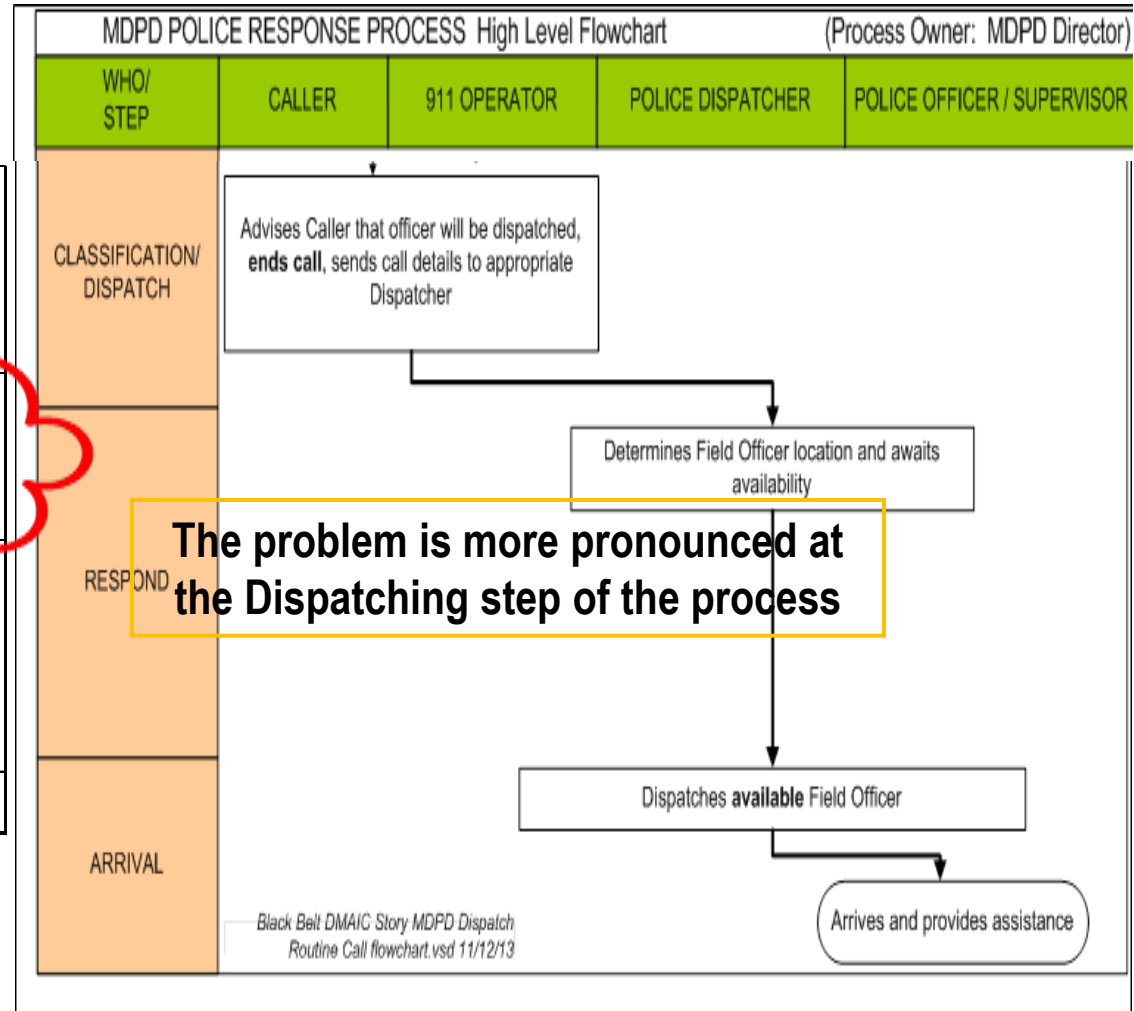 MDPD POLICE RESPONSE PROCESS High Level Flowchart (Process Owner: MDPD Director)
WHO/
STEP
CALLER
911 OPERATOR
POLICE DISPATCHER
POLICE OFFICER / SUPERVISOR
CLASSIFICATION/
DISPATCH
Advises Caller that officer will be dispatched,
ends call, sends call details to appropriate
Dispatcher
RESPOND
Determines Field Officer location and awaits
availability
The problem is more pronounced at
the Dispatching step of the process
ARRIVAL
Dispatches available Field Officer
Arrives and provides assistance
Black Belt DMAIC Story MDPD Dispatch
Routine Call flowchart.vsd 11/12/13